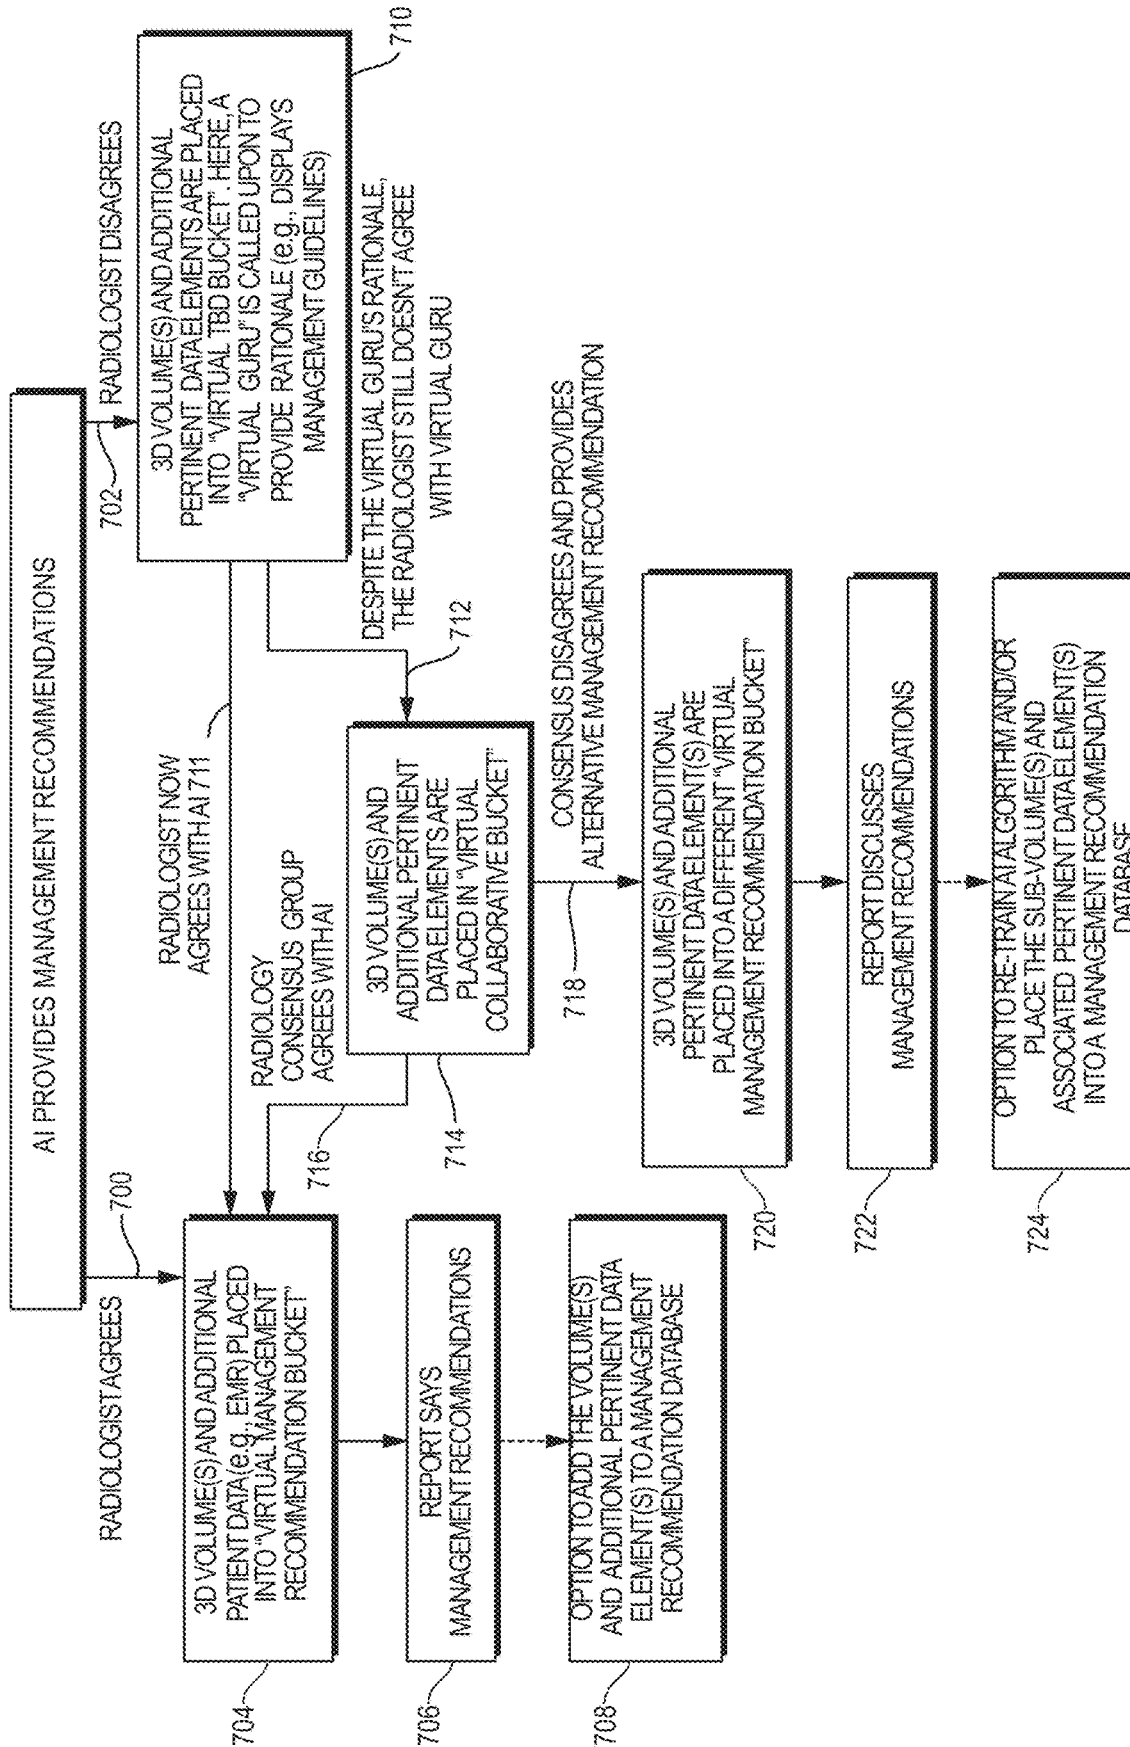 AI PROVIDES MANAGEMENT RECOMMENDATIONS
RADIOLOGIST AGREES
700
702
RADIOLOGIST DISAGREES
3D VOLUME(S) AND ADDITIONAL
PATIENT DATA (e.g., EMR) PLACED
INTO "VIRTUAL MANAGEMENT
RECOMMENDATION BUCKET"
704
REPORT SAYS
MANAGEMENT RECOMMENDATIONS
706
OPTION TO ADD THE VOLUME(S)
AND ADDITIONAL PERTINENT DATA
ELEMENT(S) TO A MANAGEMENT
RECOMMENDATION DATABASE
708
3D VOLUME(S) AND ADDITIONAL
PERTINENT DATA ELEMENTS ARE PLACED
INTO "VIRTUAL TBD BUCKET". HERE, A
"VIRTUAL GURU" IS CALLED UPON TO
PROVIDE RATIONALE (e.g., DISPLAYS
MANAGEMENT GUIDELINES)
710
RADIOLOGIST NOW
AGREES WITH AI 711
DESPITE THE VIRTUAL GURU'S RATIONALE,
THE RADIOLOGIST STILL DOESN'T AGREE
WITH VIRTUAL GURU
712
RADIOLOGY
CONSENSUS GROUP
AGREES WITH AI
716
3D VOLUME(S) AND
ADDITIONAL PERTINENT
DATA ELEMENTS ARE
PLACED IN "VIRTUAL
COLLABORATIVE BUCKET"
714
718
CONSENSUS DISAGREES AND PROVIDES
ALTERNATIVE MANAGEMENT RECOMMENDATION
3D VOLUME(S) AND ADDITIONAL
PERTINENT DATA ELEMENT(S) ARE
PLACED INTO A DIFFERENT "VIRTUAL
MANAGEMENT RECOMMENDATION BUCKET"
720
REPORT DISCUSSES
MANAGEMENT RECOMMENDATIONS
722
OPTION TO RE-TRAIN AI ALGORITHM AND/OR
PLACE THE SUB-VOLUME(S) AND
ASSOCIATED PERTINENT DATA ELEMENT(S)
INTO A MANAGEMENT RECOMMENDATION
DATABASE
724